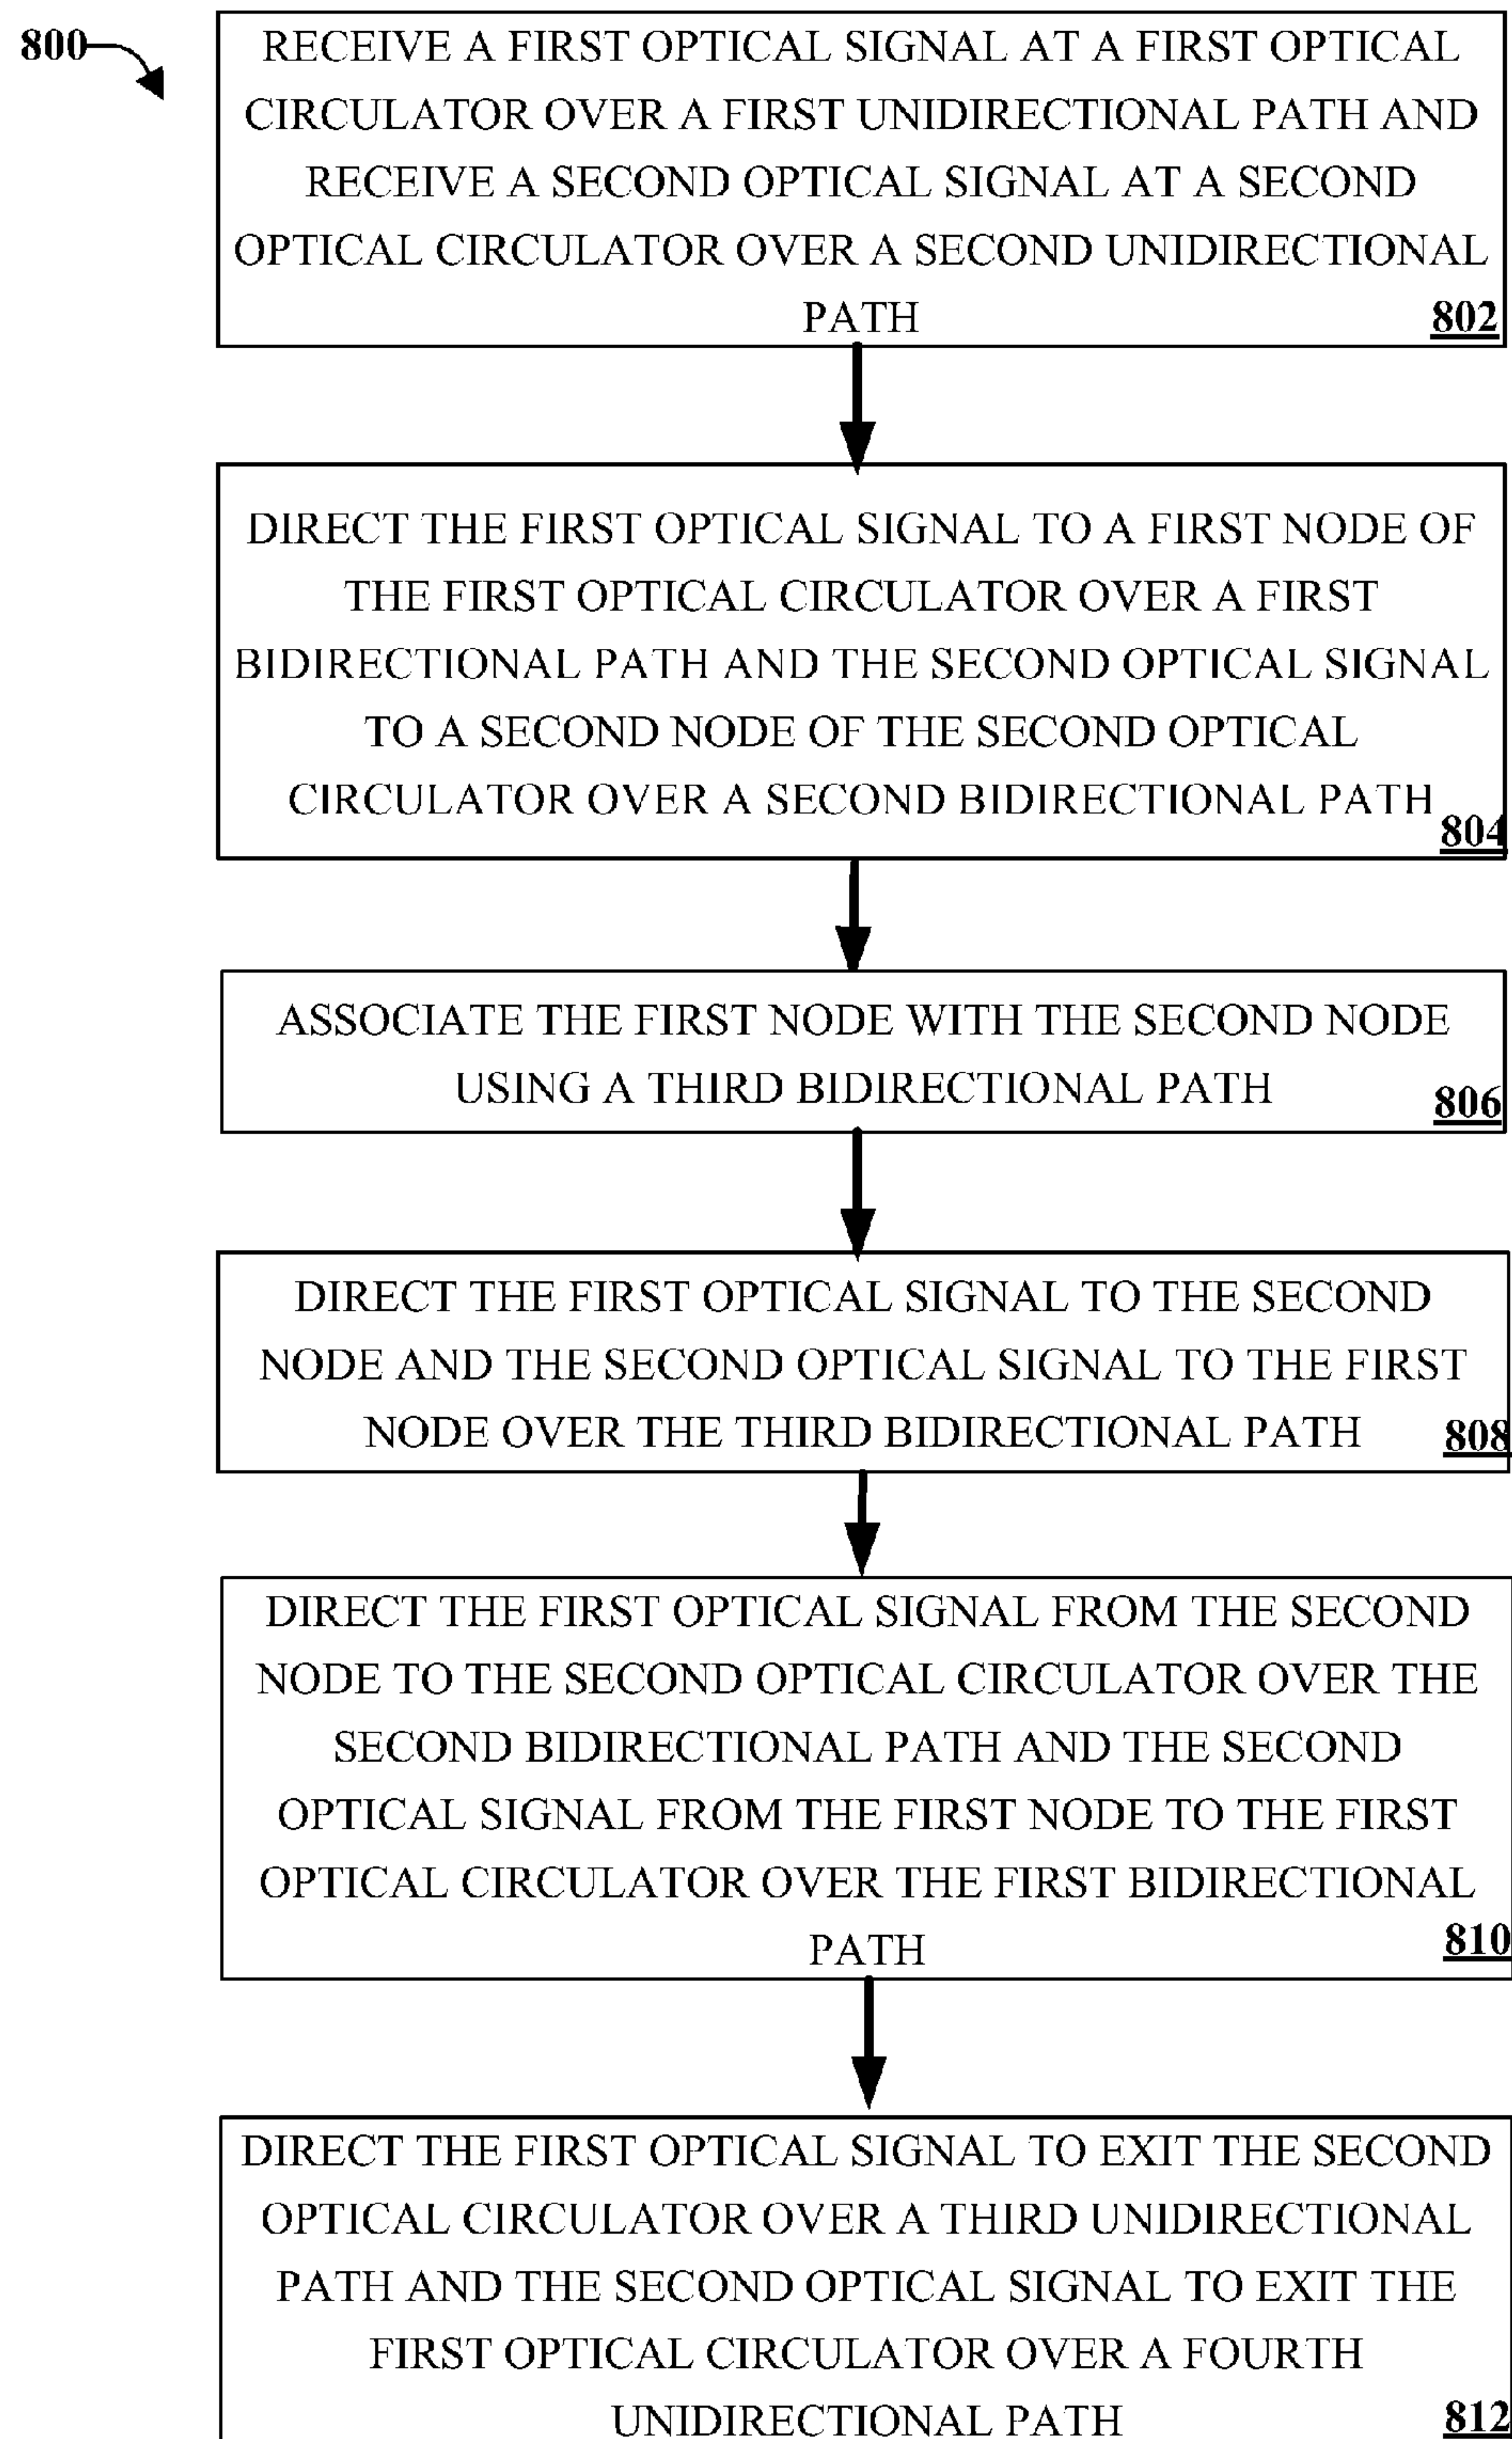 800
RECEIVE A FIRST OPTICAL SIGNAL AT A FIRST OPTICAL
CIRCULATOR OVER A FIRST UNIDIRECTIONAL PATH AND
RECEIVE A SECOND OPTICAL SIGNAL AT A SECOND
OPTICAL CIRCULATOR OVER A SECOND UNIDIRECTIONAL
PATH
802
DIRECT THE FIRST OPTICAL SIGNAL TO A FIRST NODE OF
THE FIRST OPTICAL CIRCULATOR OVER A FIRST
BIDIRECTIONAL PATH AND THE SECOND OPTICAL SIGNAL
TO A SECOND NODE OF THE SECOND OPTICAL
CIRCULATOR OVER A SECOND BIDIRECTIONAL PATH
804
ASSOCIATE THE FIRST NODE WITH THE SECOND NODE
USING A THIRD BIDIRECTIONAL PATH
806
DIRECT THE FIRST OPTICAL SIGNAL TO THE SECOND
NODE AND THE SECOND OPTICAL SIGNAL TO THE FIRST
NODE OVER THE THIRD BIDIRECTIONAL PATH
808
DIRECT THE FIRST OPTICAL SIGNAL FROM THE SECOND
NODE TO THE SECOND OPTICAL CIRCULATOR OVER THE
SECOND BIDIRECTIONAL PATH AND THE SECOND
OPTICAL SIGNAL FROM THE FIRST NODE TO THE FIRST
OPTICAL CIRCULATOR OVER THE FIRST BIDIRECTIONAL
PATH
810
DIRECT THE FIRST OPTICAL SIGNAL TO EXIT THE SECOND
OPTICAL CIRCULATOR OVER A THIRD UNIDIRECTIONAL
PATH AND THE SECOND OPTICAL SIGNAL TO EXIT THE
FIRST OPTICAL CIRCULATOR OVER A FOURTH
UNIDIRECTIONAL PATH
812